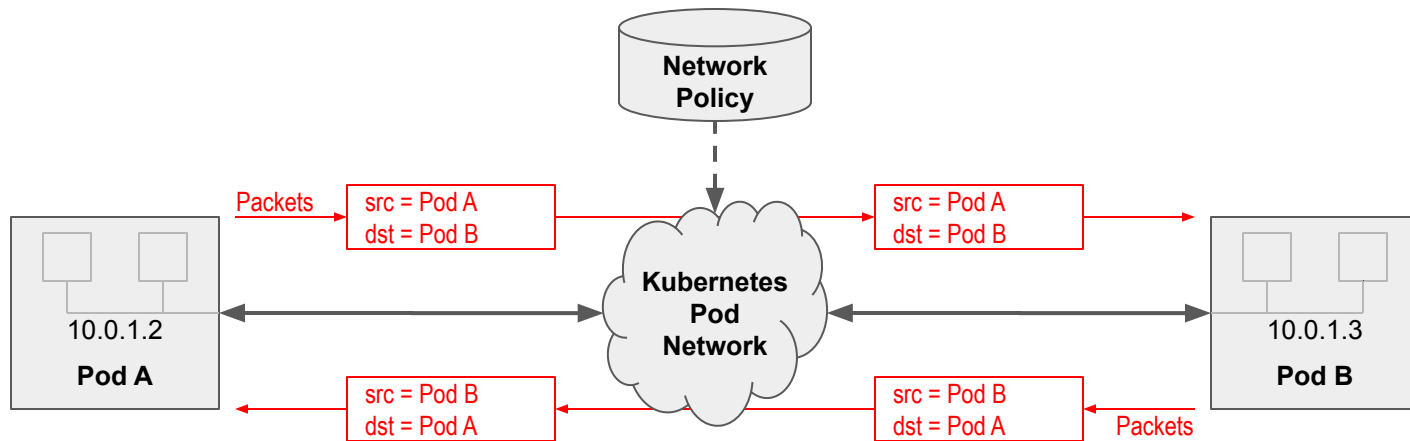 Network
Policy
Packets
src = Pod A
dst = Pod B
src = Pod A
dst = Pod B
Kubernetes
Pod
Network
10.0.1.2
Pod A
10.0.1.3
Pod B
src = Pod B
dst = Pod A
src = Pod B
dst = Pod A
Packets